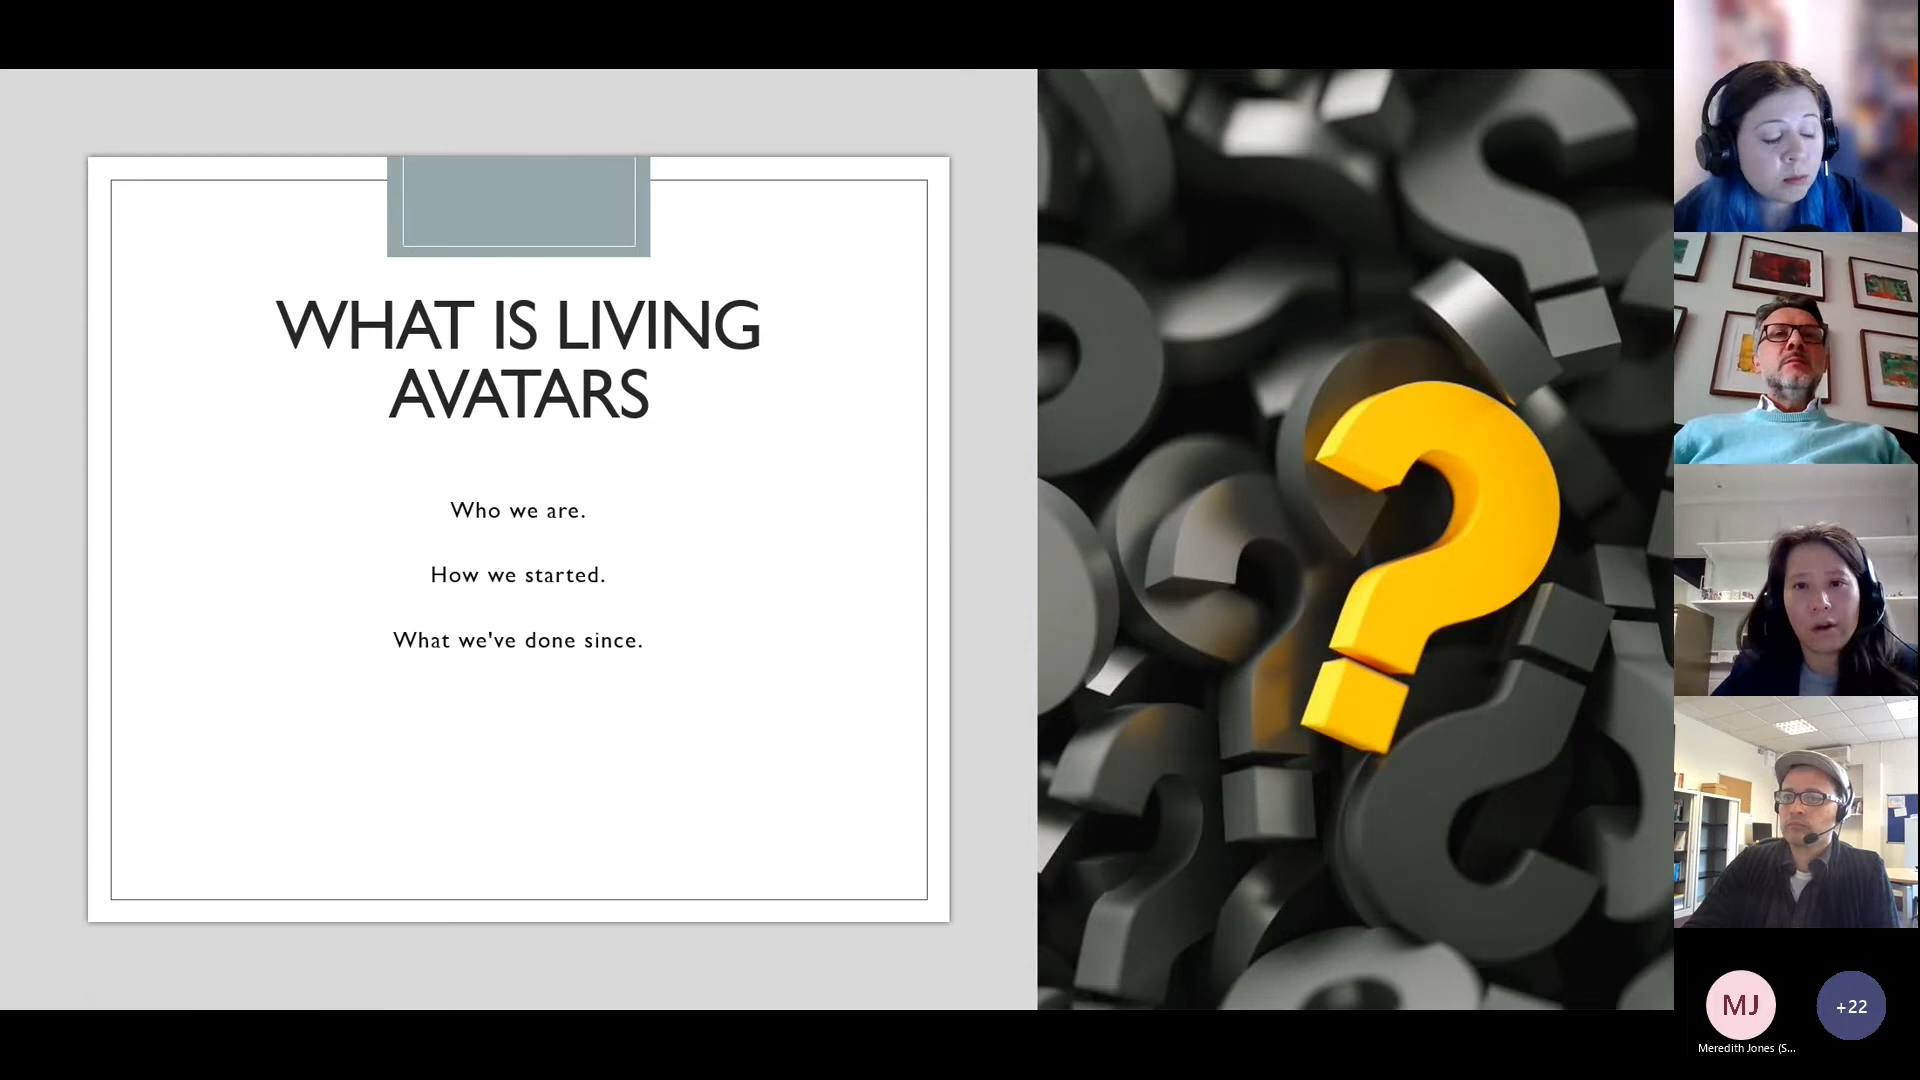 WHAT IS LIVING
AVATARS
Who we are.
How we started.
What we've done since.
MJ
+22
Meredith Jones (S...